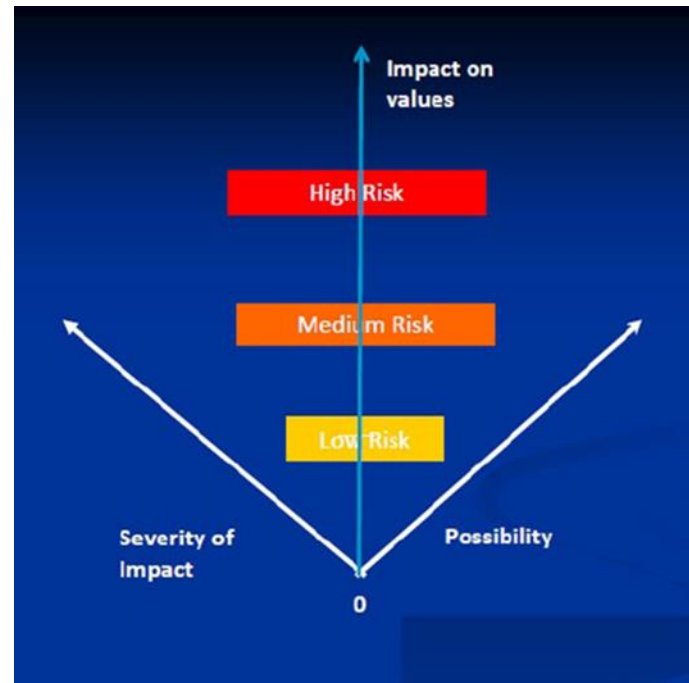 Impact on
values
High Risk
Medium Risk
Low Risk
Severity of
Impact
Possibility
0